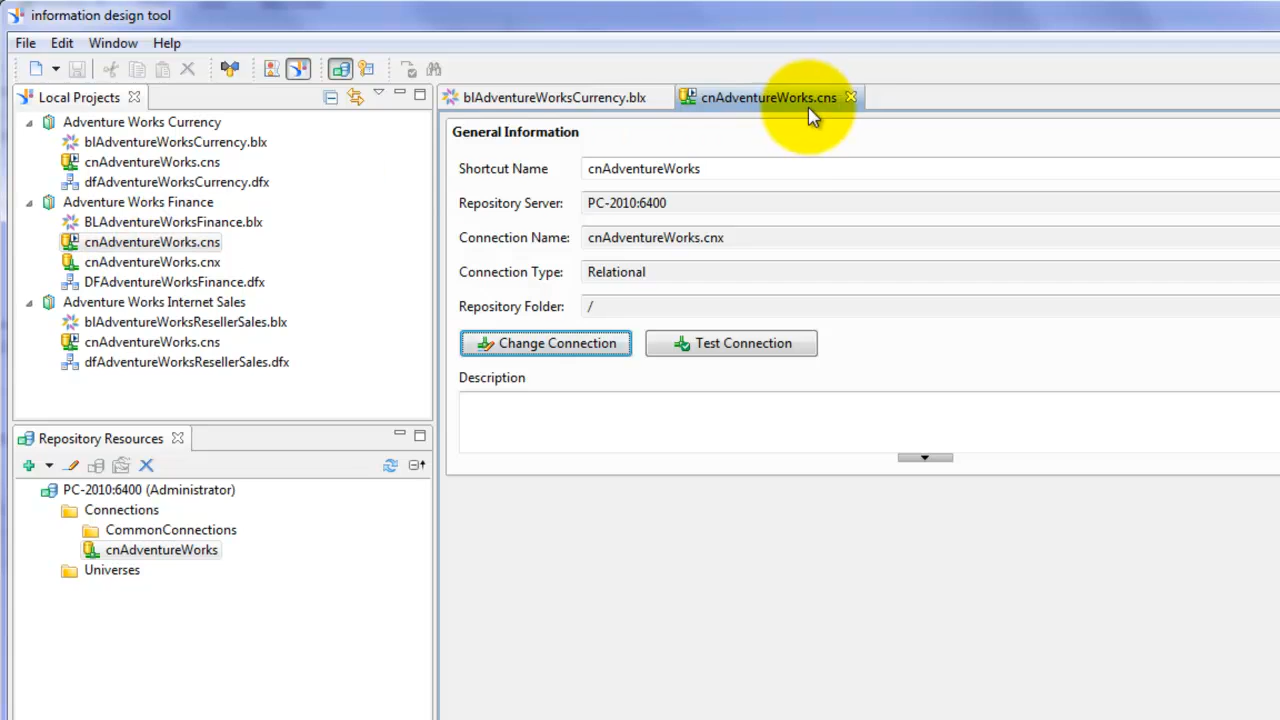 information design tool
File Edit Window Help
Local Projects
Adventure Works Currency
blAdventureWorksCurrency.blx
cnAdventureWorks.cns
dfAdventureWorksCurrency.dfx
Adventure Works Finance
BLAdventureWorksFinance.blx
cnAdventureWorks.cns
cnAdventureWorks.cnx
DFAdventureWorksFinance.dfx
Adventure Works Internet Sales
blAdventureWorksResellerSales.blx
cnAdventureWorks.cns
dfAdventureWorksResellerSales.dfx
Repository Resources
PC-2010:6400 (Administrator)
Connections
CommonConnections
cnAdventureWorks
Universes
blAdventureWorksCurrency.blx cnAdventureWorks.cns
General Information
Shortcut Name cnAdventureWorks
Repository Server: PC-2010:6400
Connection Name: cnAdventureWorks.cnx
Connection Type: Relational
Repository Folder: /
Change Connection Test Connection
Description